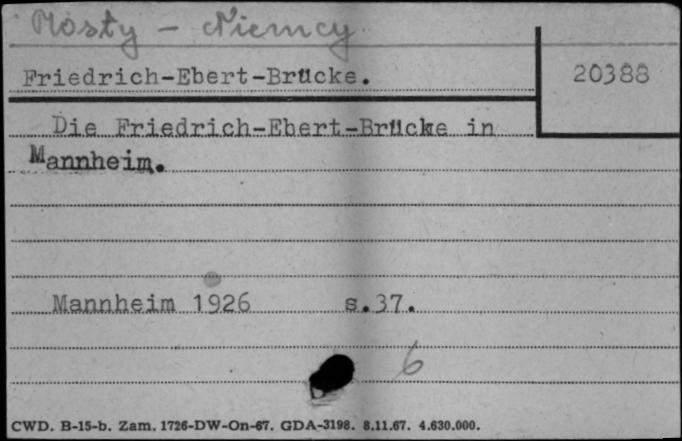 Mosty - Niemcy
Friedrich-Ebert-Brücke.
20388
Die Friedrich-Ebert-Brücke in
Mannheim.
Mannheim 1926 s.37.
6
CWD. B-15-b. Zam. 1726-DW-On-67. GDA-3198. 8.11.67. 4.630.000.